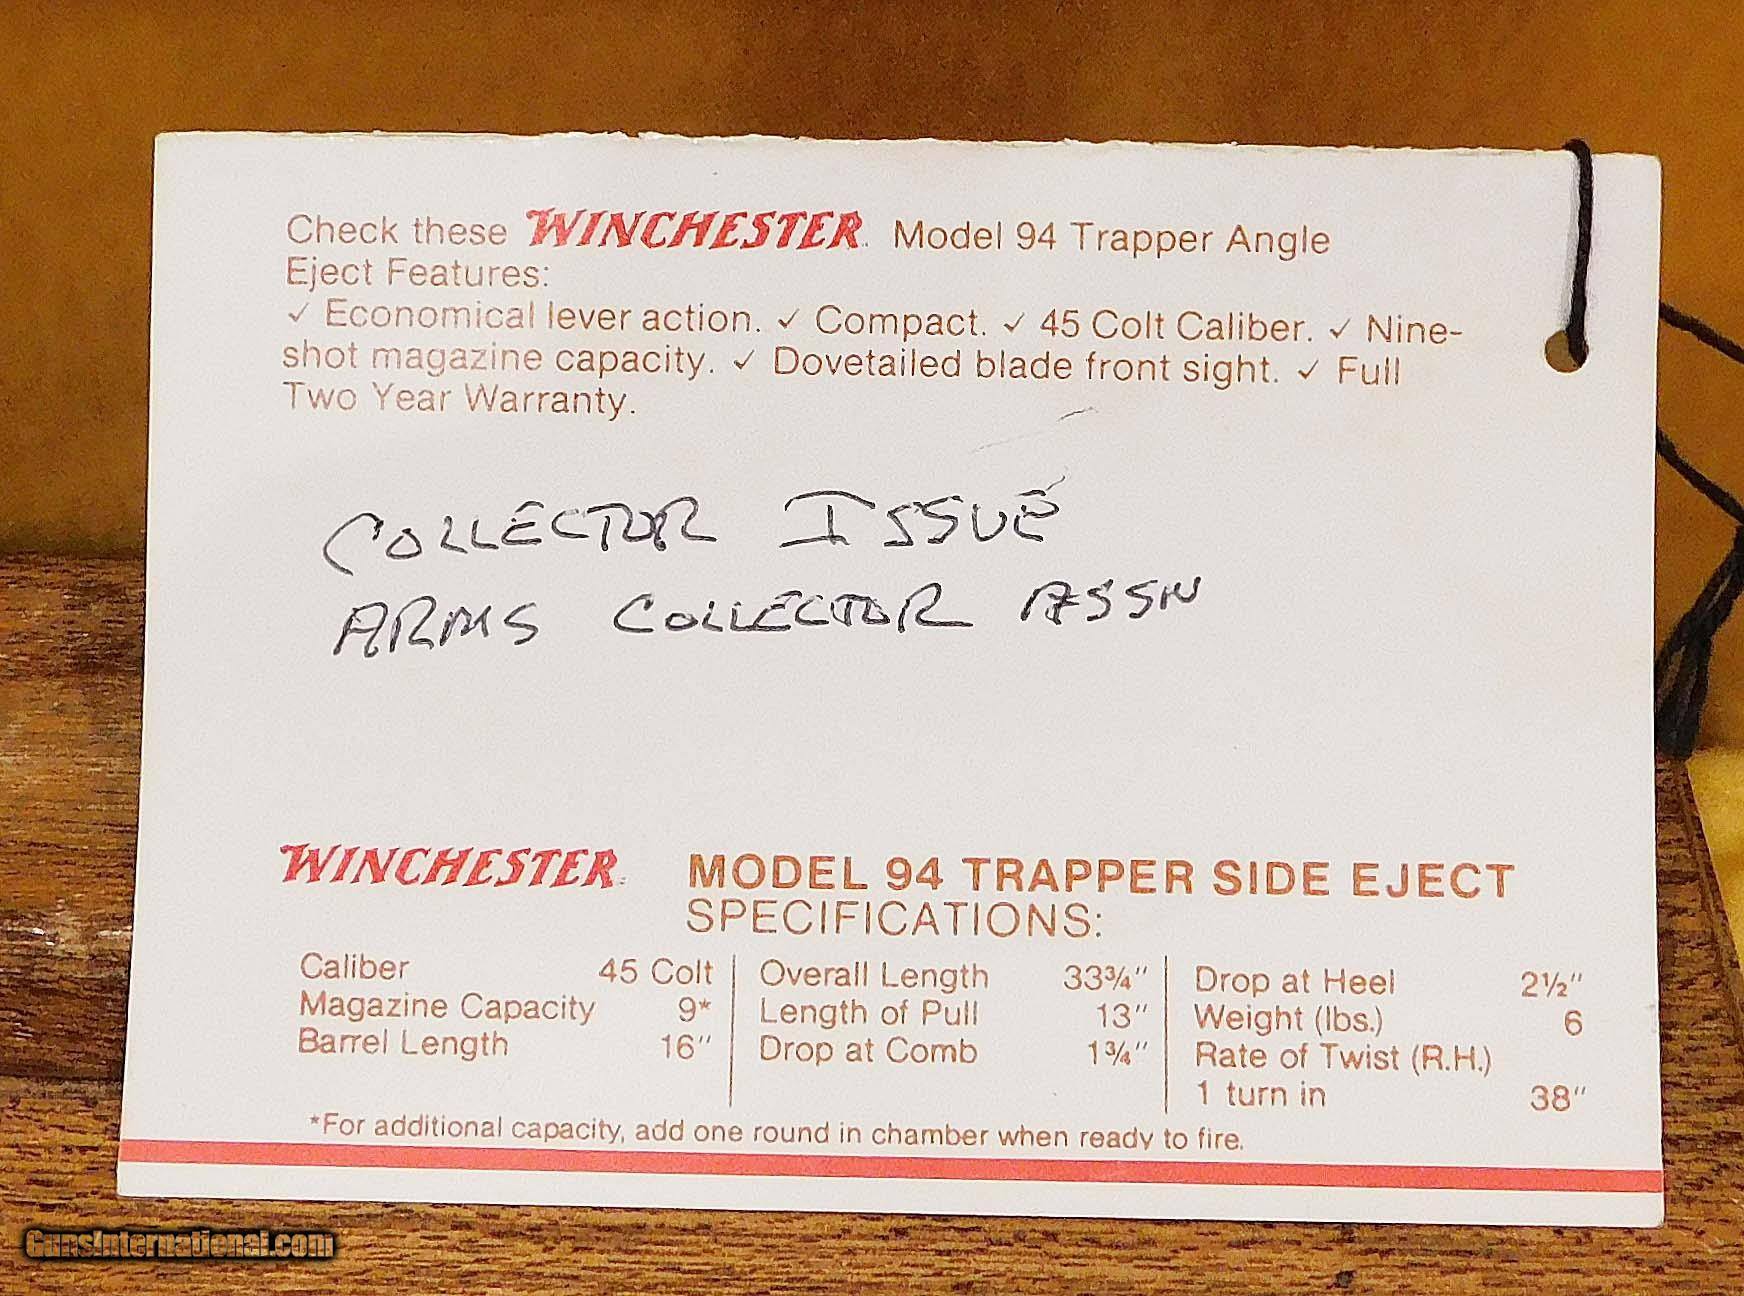 Check these WINCHESTER. Model 94 Trapper Angle
Eject Features:
✓ Economical lever action. ✓ Compact. ✓ 45 Colt Caliber. ✓ Nine-
shot magazine capacity. ✓ Dovetailed blade front sight. ✓ Full
Two Year Warranty.
COLLECTOR ISSUE
ARMS COLLECTOR ASSN
WINCHESTER. MODEL 94 TRAPPER SIDE EJECT
SPECIFICATIONS:
Caliber 45 Colt
Magazine Capacity 9*
Barrel Length 16"
Overall Length 33¾"
Length of Pull 13"
Drop at Comb 1¾"
Drop at Heel 2½"
Weight (lbs.) 6
Rate of Twist (R.H.)
1 turn in 38"
*For additional capacity, add one round in chamber when ready to fire.
GunsInternational.com